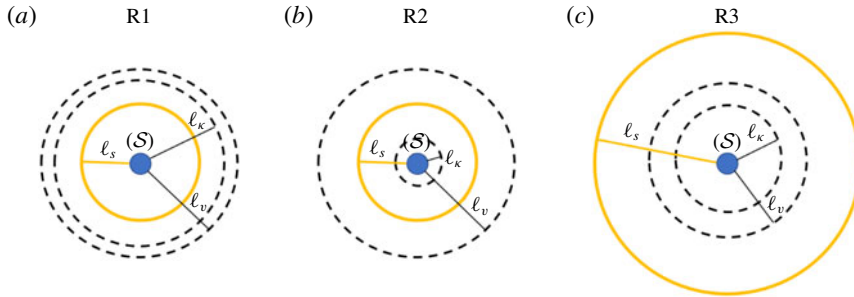 (a) R1
(b) R2
(c) R3
(S)
ℓκ
ℓs
ℓv
(S)
ℓκ
ℓs
ℓv
(S)
ℓκ
ℓs
ℓv